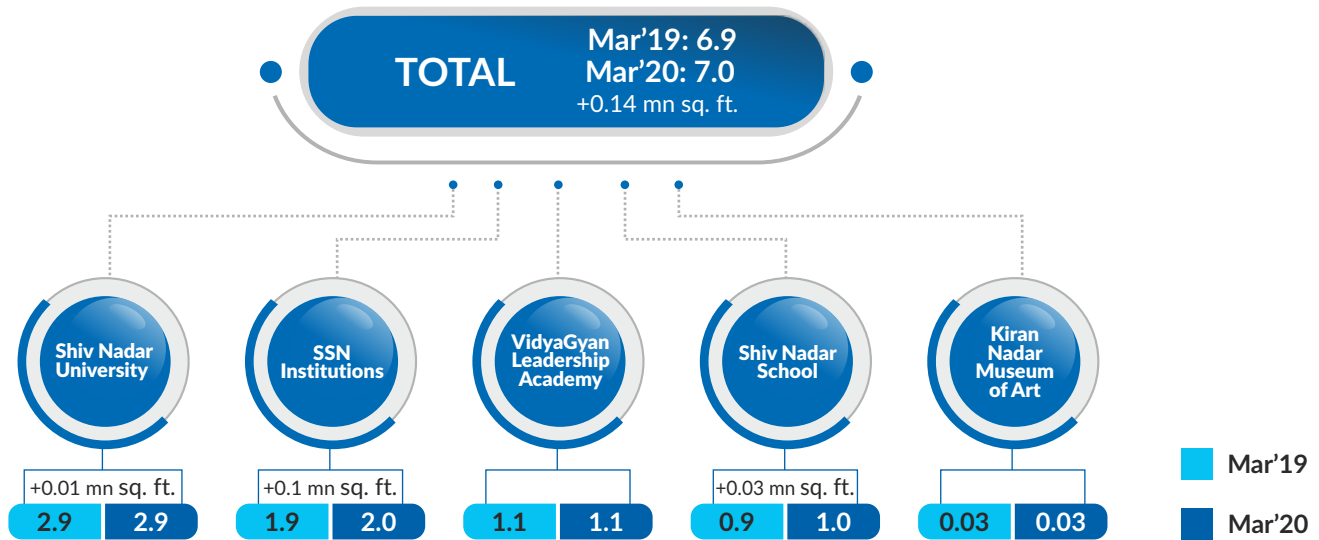 TOTAL
Mar’19: 6.9
Mar’20: 7.0
+0.14 mn sq. ft.
Shiv Nadar
University
SSN
Institutions
VidyaGyan
Leadership
Academy
Shiv Nadar
School
Kiran
Nadar
Museum
of Art
+0.01 mn sq. ft.
2.9 2.9
+0.1 mn sq. ft.
1.9 2.0
1.1 1.1
+0.03 mn sq. ft.
0.9 1.0
0.03 0.03
Mar’19
Mar’20